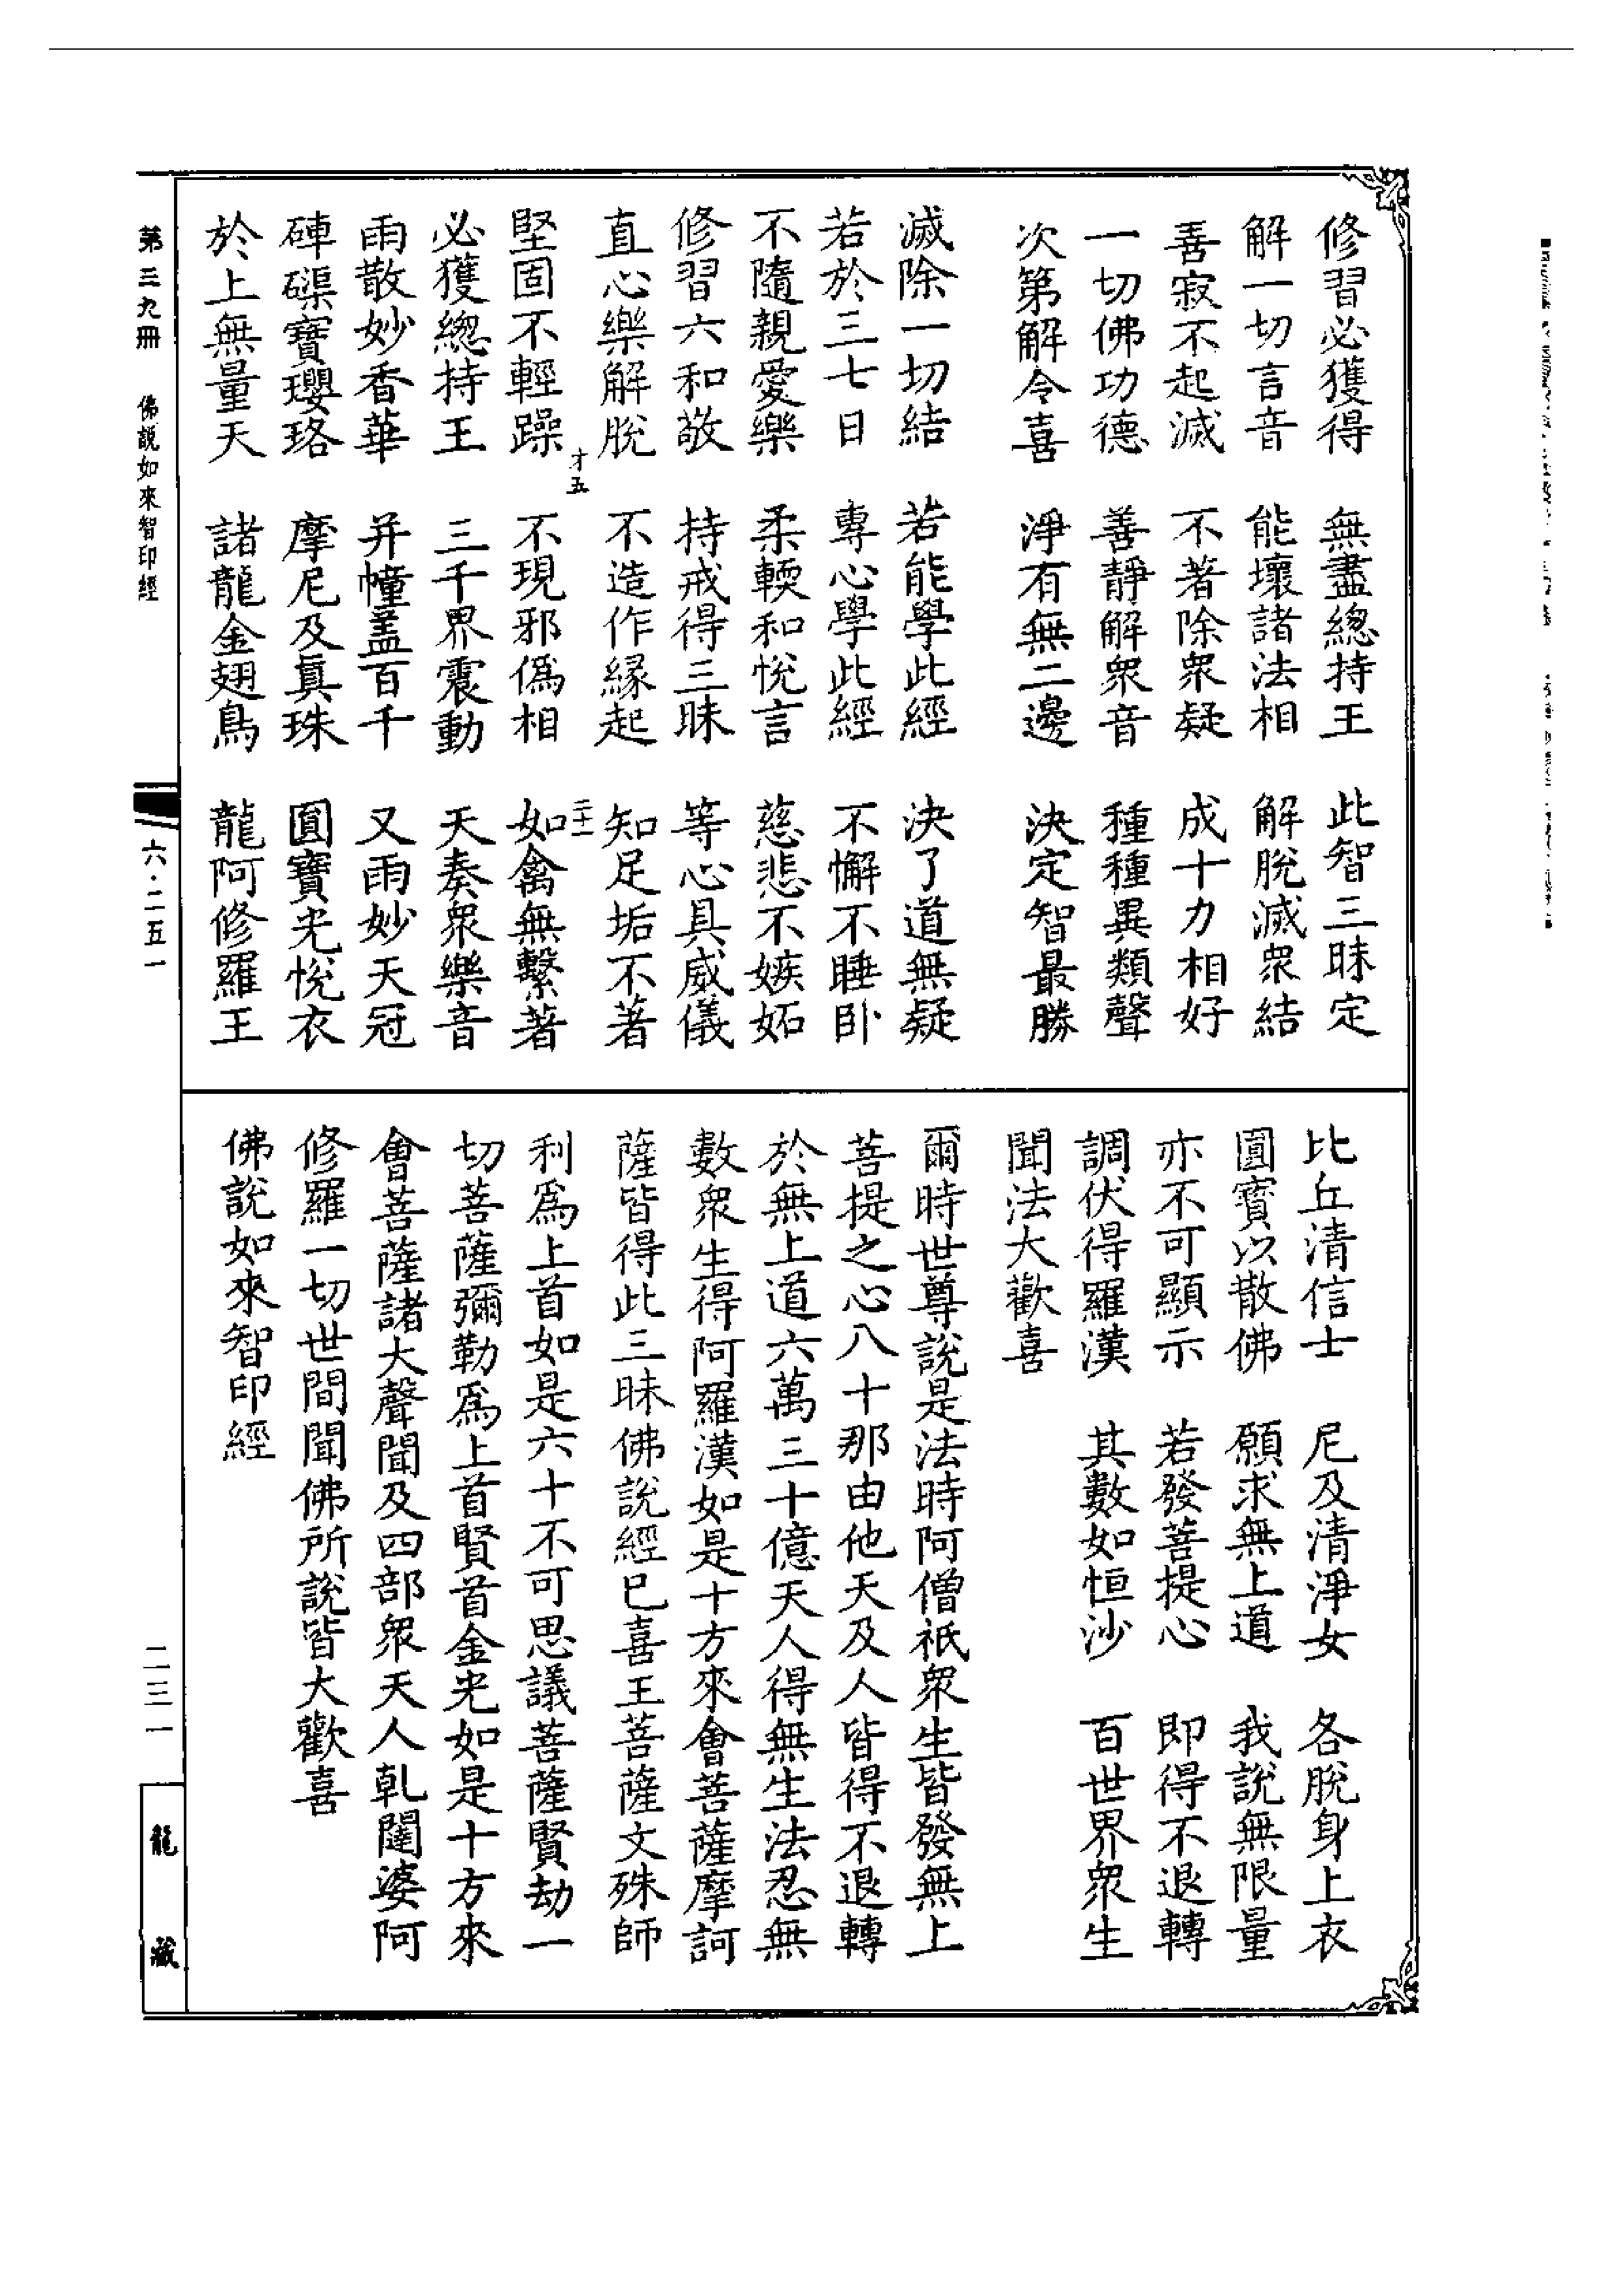 修習必獲得　無盡總持王　此智三昧定
解一切言音　能壞諸法相　解脫滅眾結
善寂不起滅　不著除眾疑　成十力相好
一切佛功德　善靜解眾音　種種異類聲
次第解令喜　淨有無二邊　決定智最勝
滅除一切結　若能學此經　決了道無疑
若於三七日　專心學此經　不懈不睡臥
不隨親愛樂　柔輭和悅言　慈悲不嫉妬
修習六和敬　持戒得三昧　等心具威儀
直心樂解脫　不造作緣起　知足垢不著
才五　二十一
堅固不輕躁　不現邪偽相　如禽無繫著
必獲總持王　三千界震動　天奏眾樂音
雨散妙香華　并幢盖百千　又雨妙天冠
硨磲寶瓔珞　摩尼及真珠　圓寶光悅衣
於上無量天　諸龍金翅鳥　龍阿修羅王
比丘清信士　尼及清淨女　各脫身上衣
圓寶以散佛　願求無上道　我說無限量
亦不可顯示　若發菩提心　即得不退轉
調伏得羅漢　其數如恒沙　百世界眾生
聞法大歡喜
爾時世尊說是法時阿僧祇眾生皆發無上
菩提之心八十那由他天及人皆得不退轉
於無上道六萬三十億天人得無生法忍無
數眾生得阿羅漢如是十方來會菩薩摩訶
薩皆得此三昧佛說經已喜王菩薩文殊師
利為上首如是六十不可思議菩薩賢劫一
切菩薩彌勒為上首賢首金光如是十方來
會菩薩諸大聲聞及四部眾天人乹闥婆阿
修羅一切世間聞佛所說皆大歡喜
佛說如來智印經
第三九冊　佛說如來智印經　六・二五一　二三一　龍藏